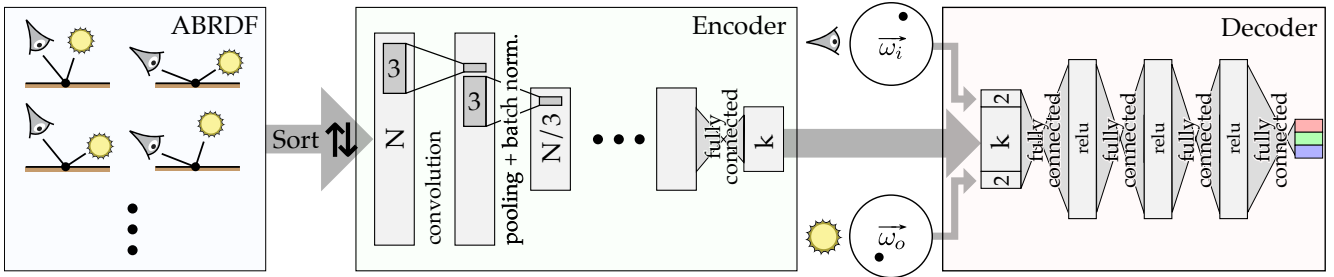 ABRDF
Sort
Encoder
N
3
convolution
3
pooling + batch norm.
N/3
fully
connected
k
ω_i
ω_o
Decoder
2
k
2
fully
connected
relu
fully
connected
relu
fully
connected
relu
fully
connected